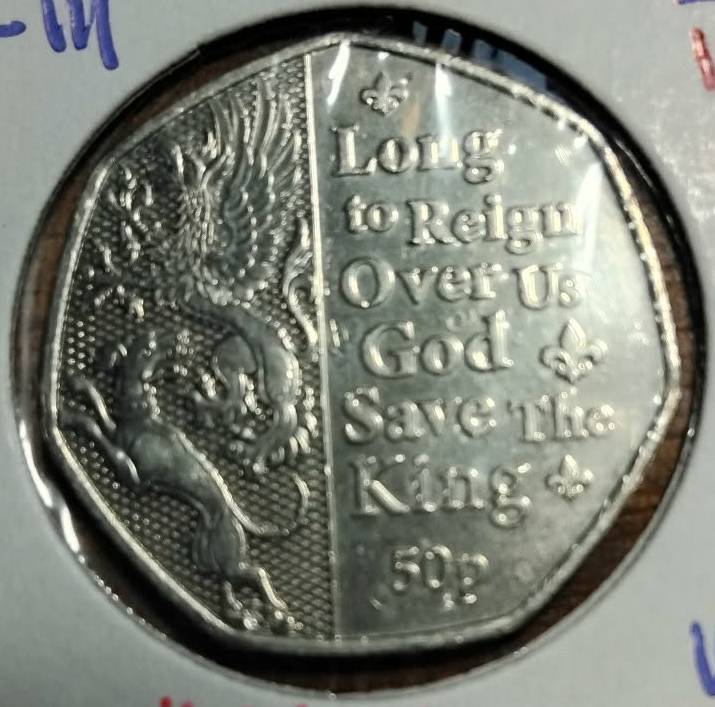 Long
to Reign
Over Us
God
Save The
King
50p